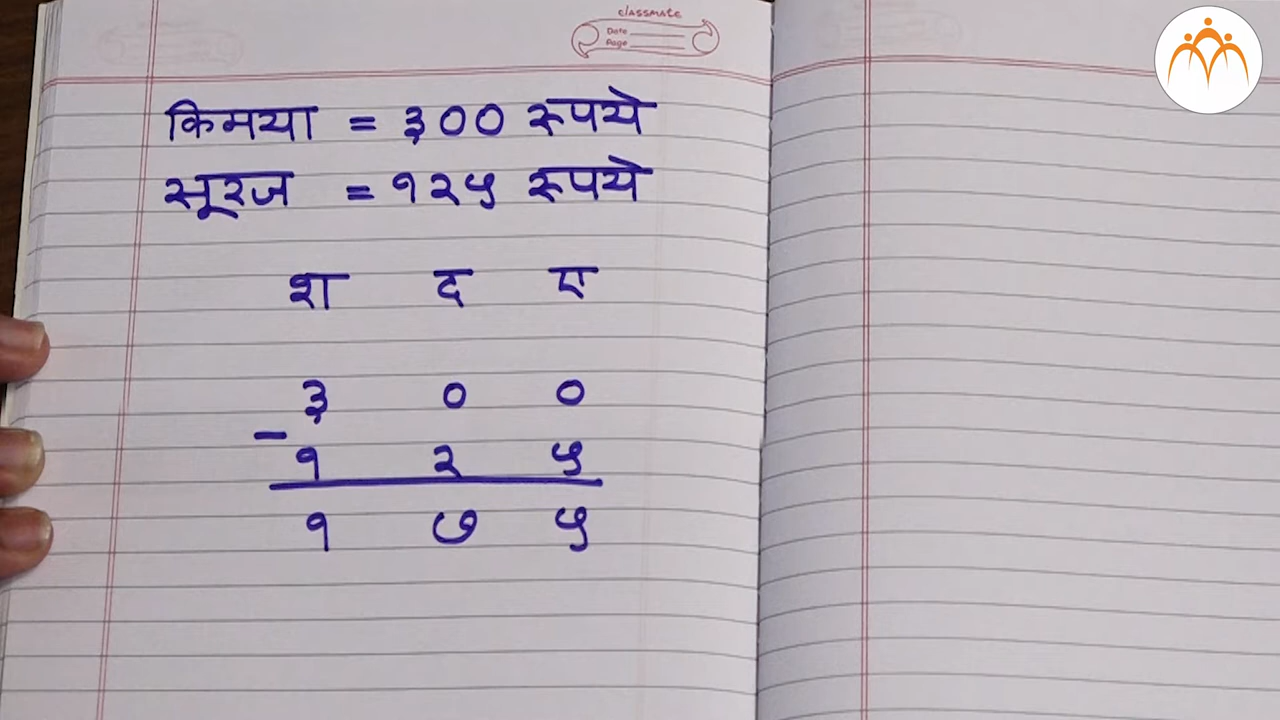 classmate
Date
Page
किमया = ३०० रुपये
सूरज = १२५ रुपये
श द ए
३ ० ०
- १ २ ५
१ ७ ५